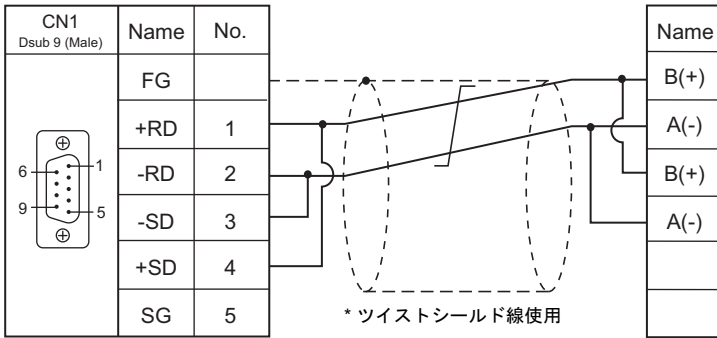 CN1
Dsub 9 (Male)
Name
No.
Name
FG
B(+)
+RD
1
A(-)
-RD
2
B(+)
-SD
3
A(-)
+SD
4
SG
5
6
1
9
5
* ツイストシールド線使用